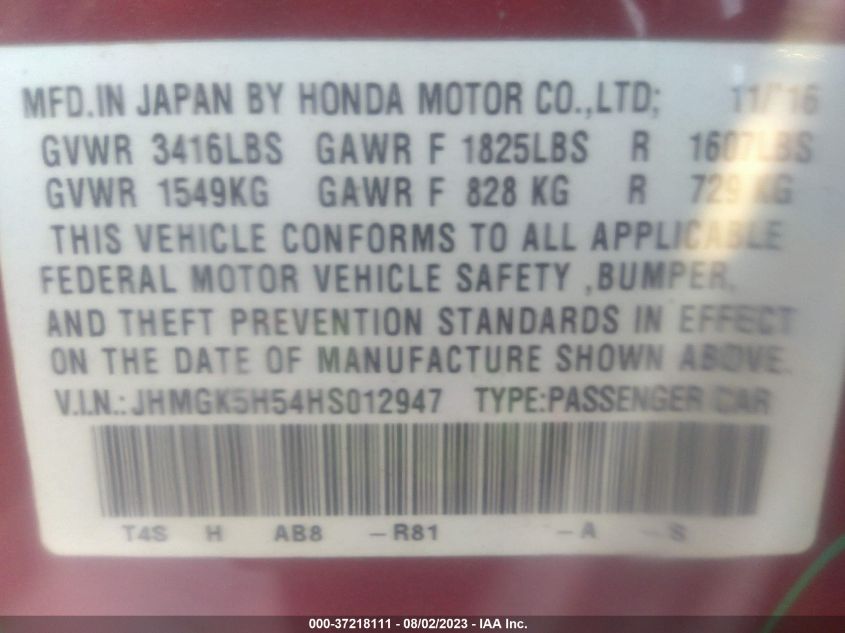 MFD.IN JAPAN BY HONDA MOTOR CO.,LTD; 11/16
GVWR 3416LBS GAWR F 1825LBS R 1607LBS
GVWR 1549KG GAWR F 828 KG R 729 KG
THIS VEHICLE CONFORMS TO ALL APPLICABLE
FEDERAL MOTOR VEHICLE SAFETY ,BUMPER,
AND THEFT PREVENTION STANDARDS IN EFFECT
ON THE DATE OF MANUFACTURE SHOWN ABOVE.
V.I.N.: JHMGK5H54HS012947 TYPE:PASSENGER CAR
T4S H AB8 -R81 -A -S
000-37218111 - 08/02/2023 - IAA Inc.